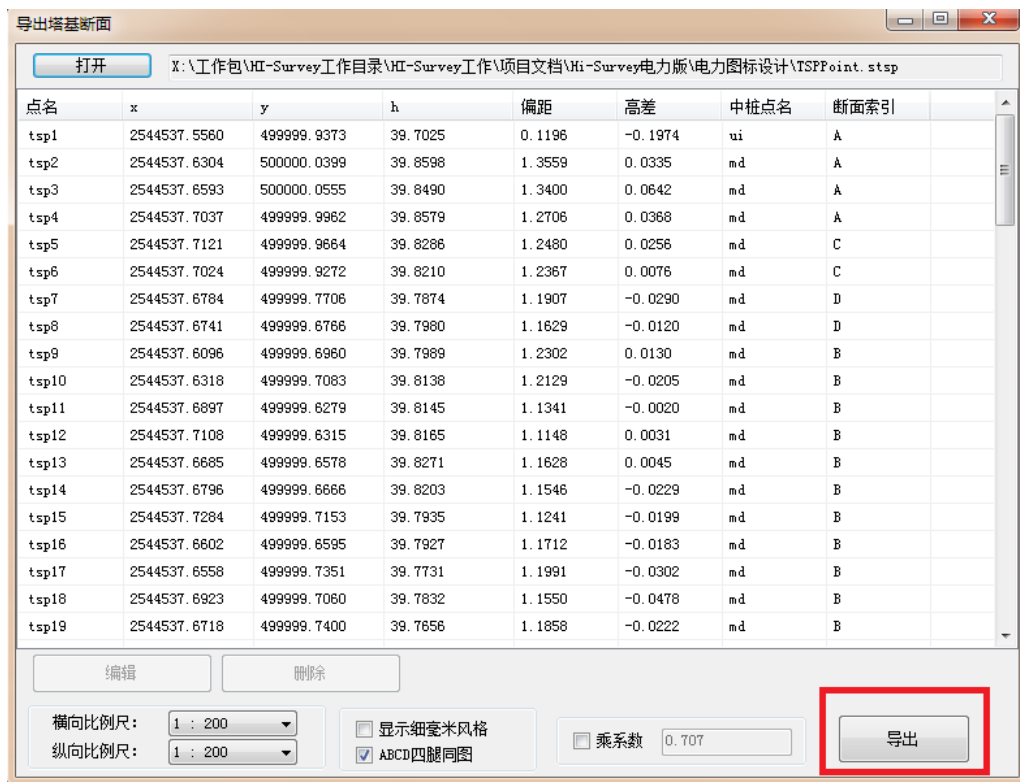 导出塔基断面
打开 X:\工作包\HI-Survey工作目录\HI-Survey工作\项目文档\Hi-Survey电力版\电力图标设计\TSPPoint.stsp
点名 x y h 偏距 高差 中桩点名 断面索引
tsp1 2544537.5560 499999.9373 39.7025 0.1196 -0.1974 ui A
tsp2 2544537.6304 500000.0399 39.8598 1.3559 0.0335 md A
tsp3 2544537.6593 500000.0555 39.8490 1.3400 0.0642 md A
tsp4 2544537.7037 499999.9962 39.8579 1.2706 0.0368 md A
tsp5 2544537.7121 499999.9664 39.8286 1.2480 0.0256 md C
tsp6 2544537.7024 499999.9272 39.8210 1.2367 0.0076 md C
tsp7 2544537.6784 499999.7706 39.7874 1.1907 -0.0290 md D
tsp8 2544537.6741 499999.6766 39.7980 1.1629 -0.0120 md D
tsp9 2544537.6096 499999.6960 39.7989 1.2302 0.0130 md B
tsp10 2544537.6318 499999.7083 39.8138 1.2129 -0.0205 md B
tsp11 2544537.6897 499999.6279 39.8145 1.1341 -0.0020 md B
tsp12 2544537.7108 499999.6315 39.8165 1.1148 0.0031 md B
tsp13 2544537.6685 499999.6578 39.8271 1.1628 0.0045 md B
tsp14 2544537.6796 499999.6666 39.8203 1.1546 -0.0229 md B
tsp15 2544537.7284 499999.7153 39.7935 1.1241 -0.0199 md B
tsp16 2544537.6602 499999.6595 39.7927 1.1712 -0.0183 md B
tsp17 2544537.6558 499999.7351 39.7731 1.1991 -0.0302 md B
tsp18 2544537.6923 499999.7060 39.7832 1.1550 -0.0478 md B
tsp19 2544537.6718 499999.7400 39.7656 1.1858 -0.0222 md B
编辑 删除
横向比例尺: 1 : 200 显示细毫米风格
纵向比例尺: 1 : 200 ABCD四腿同图
乘系数 0.707 导出